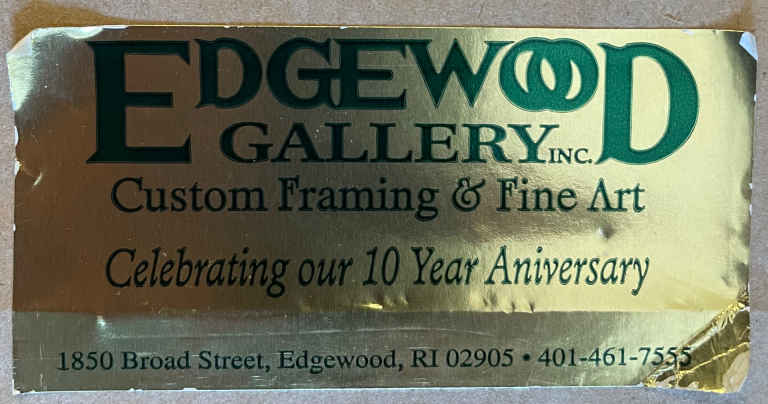 EDGEWOOD
GALLERY INC.
Custom Framing & Fine Art
Celebrating our 10 Year Aniversary
1850 Broad Street, Edgewood, RI 02905 • 401-461-7555